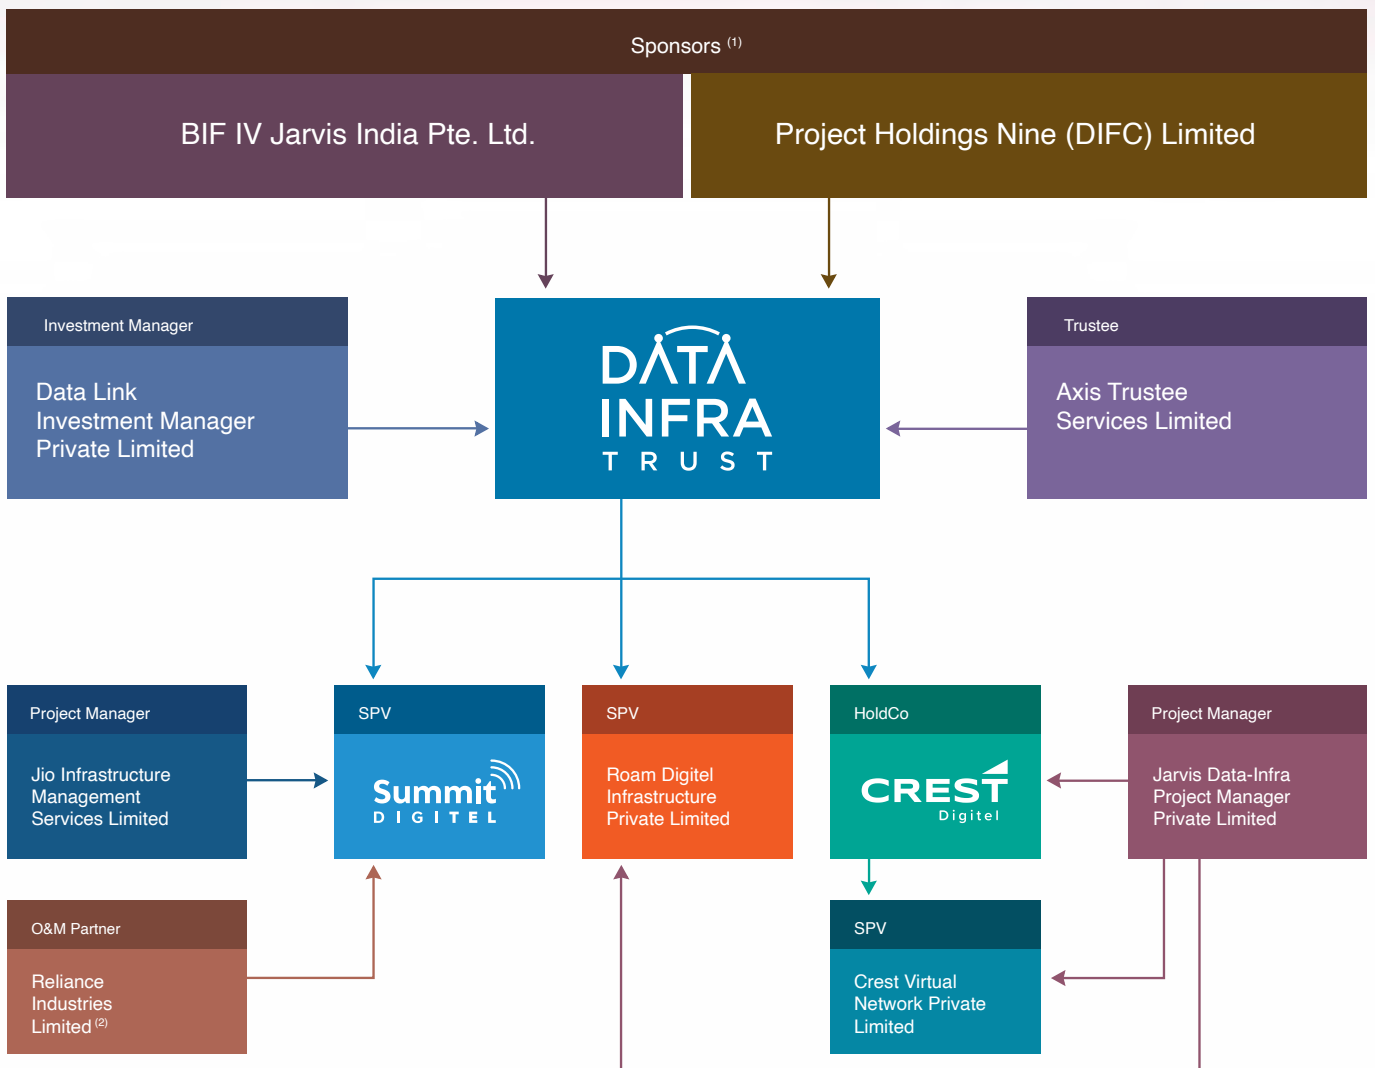 Sponsors (1)
BIF IV Jarvis India Pte. Ltd.
Project Holdings Nine (DIFC) Limited
Investment Manager
Data Link
Investment Manager
Private Limited
DATA
INFRA
TRUST
Trustee
Axis Trustee
Services Limited
Project Manager
Jio Infrastructure
Management
Services Limited
SPV
Summit
DIGITEL
SPV
Roam Digitel
Infrastructure
Private Limited
HoldCo
CREST
Digitel
Project Manager
Jarvis Data-Infra
Project Manager
Private Limited
O&M Partner
Reliance
Industries
Limited (2)
SPV
Crest Virtual
Network Private
Limited